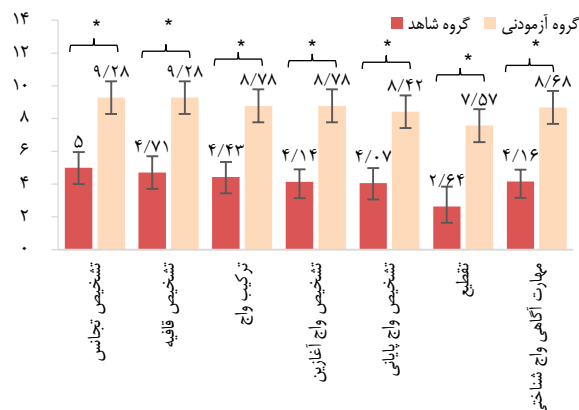 گروه آزمودنی
گروه شاهد
۱۴
۱۲
۱۰
۸
۶
۴
۲
۰
* * * * * * *
۵ ۹/۲۸
۴/۷۱ ۹/۲۸
۴/۴۳ ۸/۷۸
۴/۱۴ ۸/۷۸
۴/۰۷ ۸/۴۲
۲/۶۴ ۷/۵۷
۴/۱۶ ۸/۶۸
تشخیص تجانس
تشخیص قافیه
ترکیب واج
تشخیص واج آغازین
تشخیص واج پایانی
تقطیع
مهارت آگاهی واج شناختی